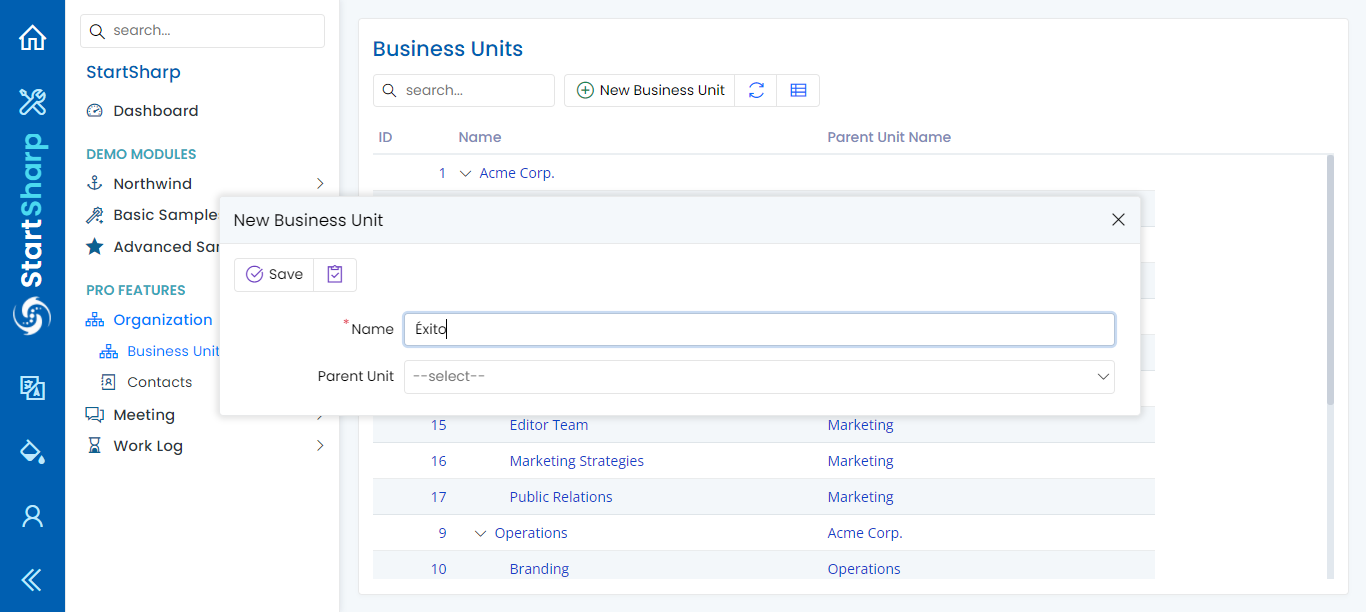 search...
StartSharp
Dashboard
DEMO MODULES
Northwind
Basic Sample
Advanced Sar
PRO FEATURES
Organization
Business Unit
Contacts
Meeting
Work Log
StartSharp
Business Units
search...
New Business Unit
ID Name Parent Unit Name
1 Acme Corp.
New Business Unit
Save
* Name Éxito
Parent Unit --select--
15 Editor Team Marketing
16 Marketing Strategies Marketing
17 Public Relations Marketing
9 Operations Acme Corp.
10 Branding Operations